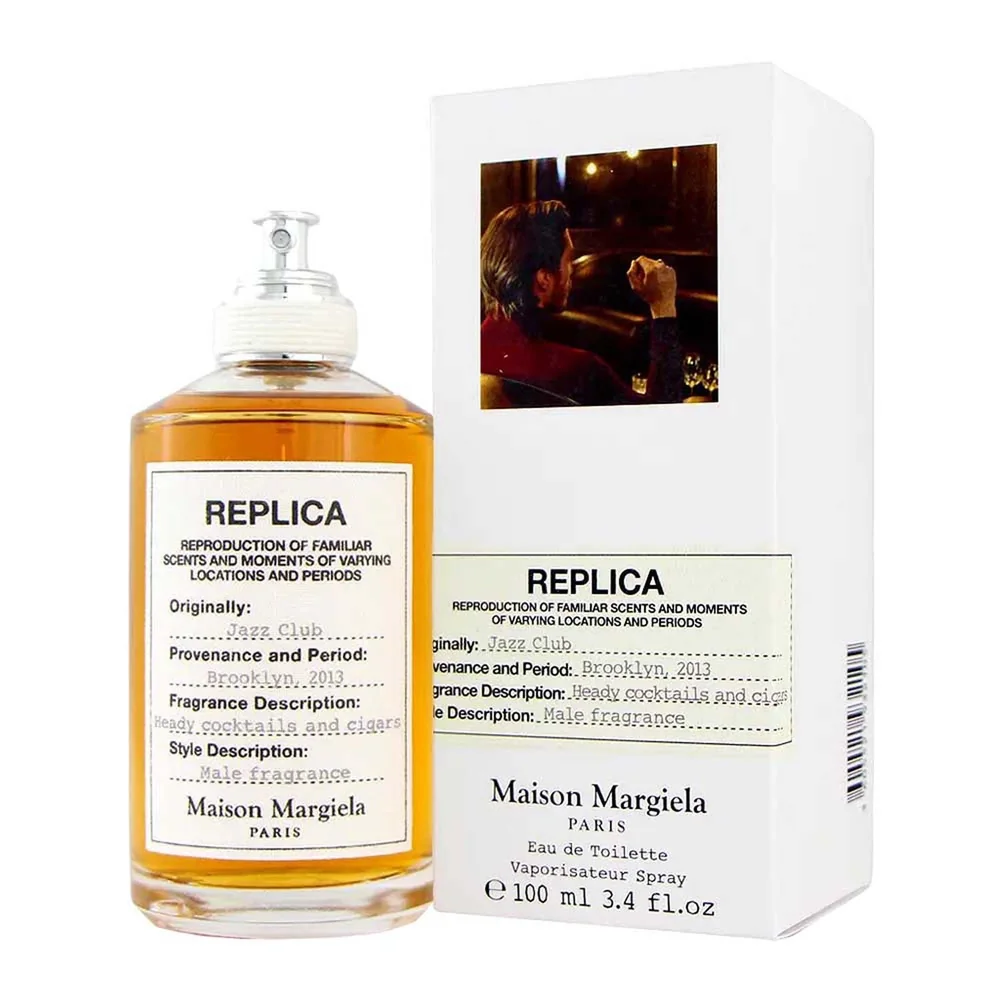 REPLICA
REPRODUCTION OF FAMILIAR
SCENTS AND MOMENTS OF VARYING
LOCATIONS AND PERIODS
Originally:
Jazz Club
Provenance and Period:
Brooklyn, 2013
Fragrance Description:
Heady cocktails and cigars
Style Description:
Male fragrance
Maison Margiela
PARIS
REPLICA
REPRODUCTION OF FAMILIAR SCENTS AND MOMENTS
OF VARYING LOCATIONS AND PERIODS
ginally: Jazz Club
venance and Period: Brooklyn, 2013
grance Description: Heady cocktails and cigars
le Description: Male fragrance
Maison Margiela
PARIS
Eau de Toilette
Vaporisateur Spray
℮ 100 ml 3.4 fl.oz